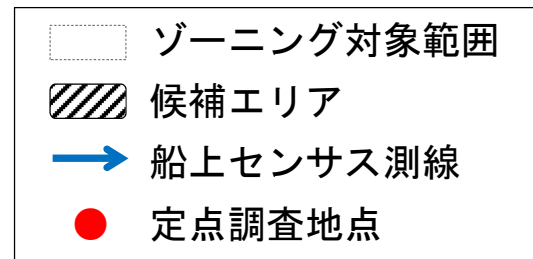 ゾーニング対象範囲
候補エリア
船上センサス測線
定点調査地点